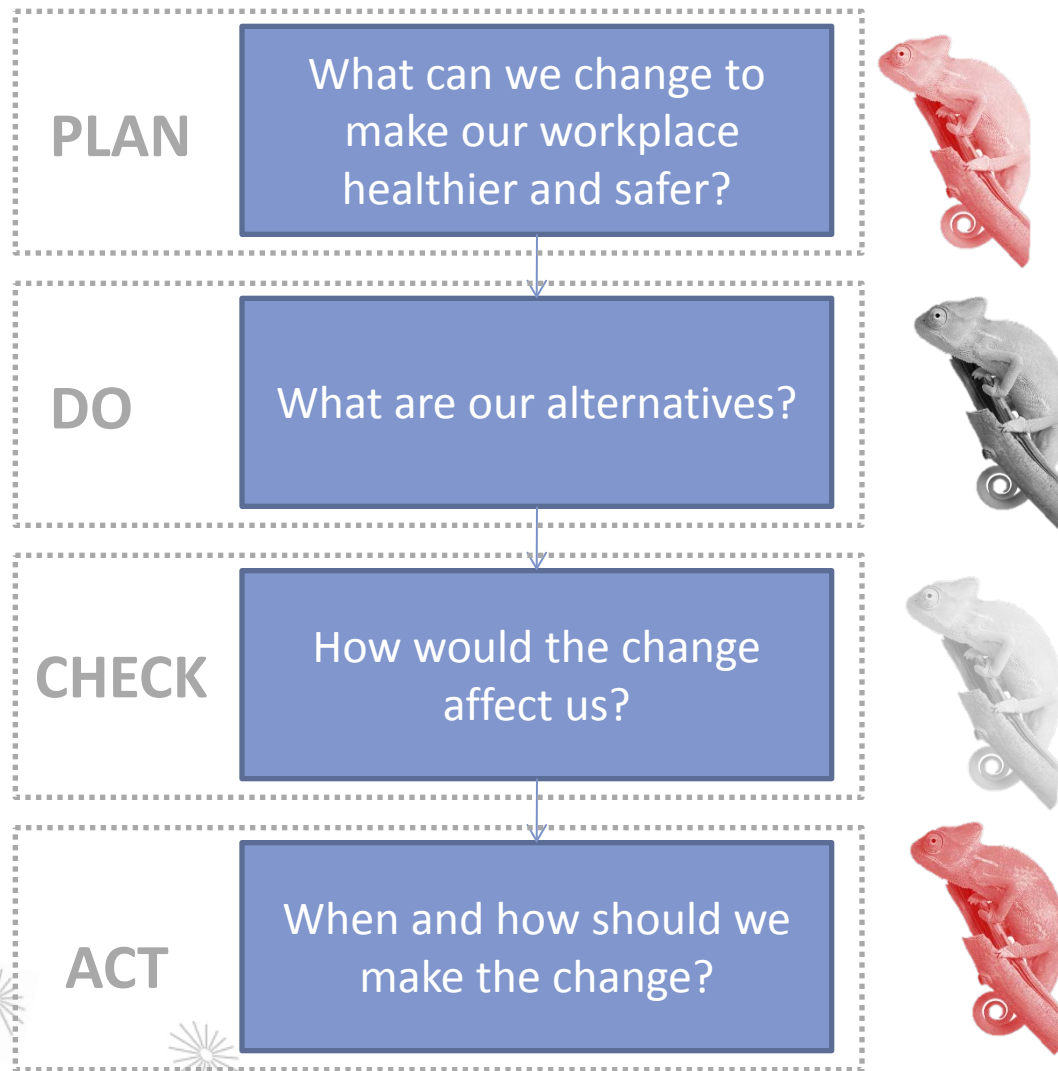 PLAN
What can we change to
make our workplace
healthier and safer?
DO
What are our alternatives?
CHECK
How would the change
affect us?
ACT
When and how should we
make the change?